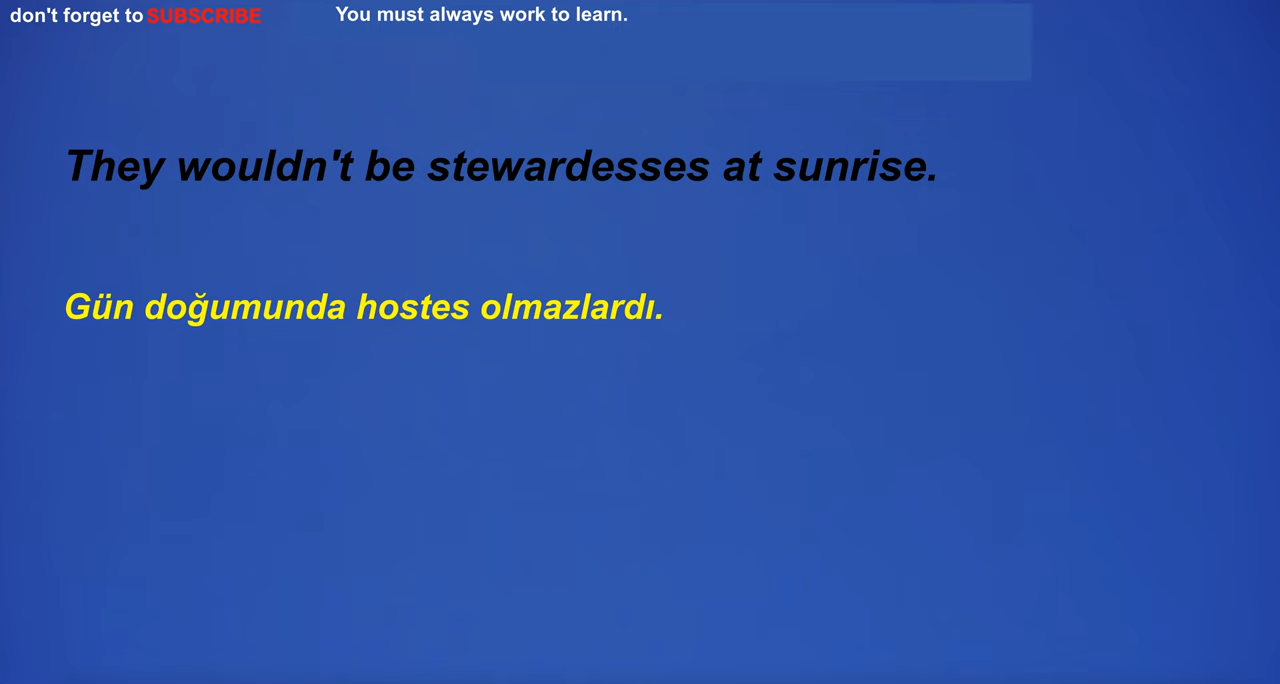 don't forget to SUBSCRIBE
You must always work to learn.
They wouldn't be stewardesses at sunrise.
Gün doğumunda hostes olmazlardı.